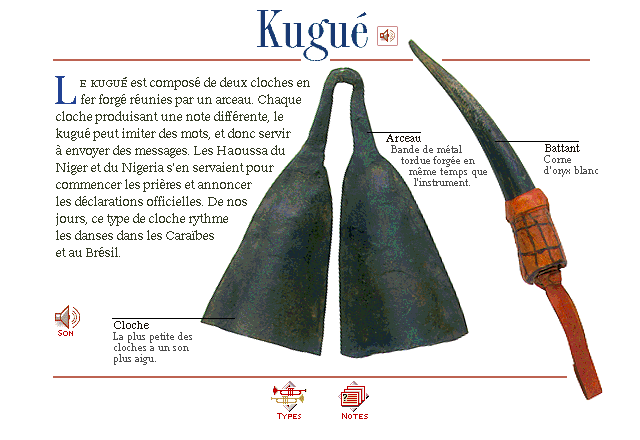 Kugué
LE KUGUÉ est composé de deux cloches en
fer forgé réunies par un arceau. Chaque
cloche produisant une note différente, le
kugué peut imiter des mots, et donc servir
à envoyer des messages. Les Haoussa du
Niger et du Nigeria s'en servaient pour
commencer les prières et annoncer
les déclarations officielles. De nos
jours, ce type de cloche rythme
les danses dans les Caraïbes
et au Brésil.
Arceau
Bande de métal
tordue forgée en
même temps que
l'instrument.
Battant
Corne
d'oryx blanc
Cloche
La plus petite des
cloches a un son
plus aigu.
SON
TYPES
NOTES